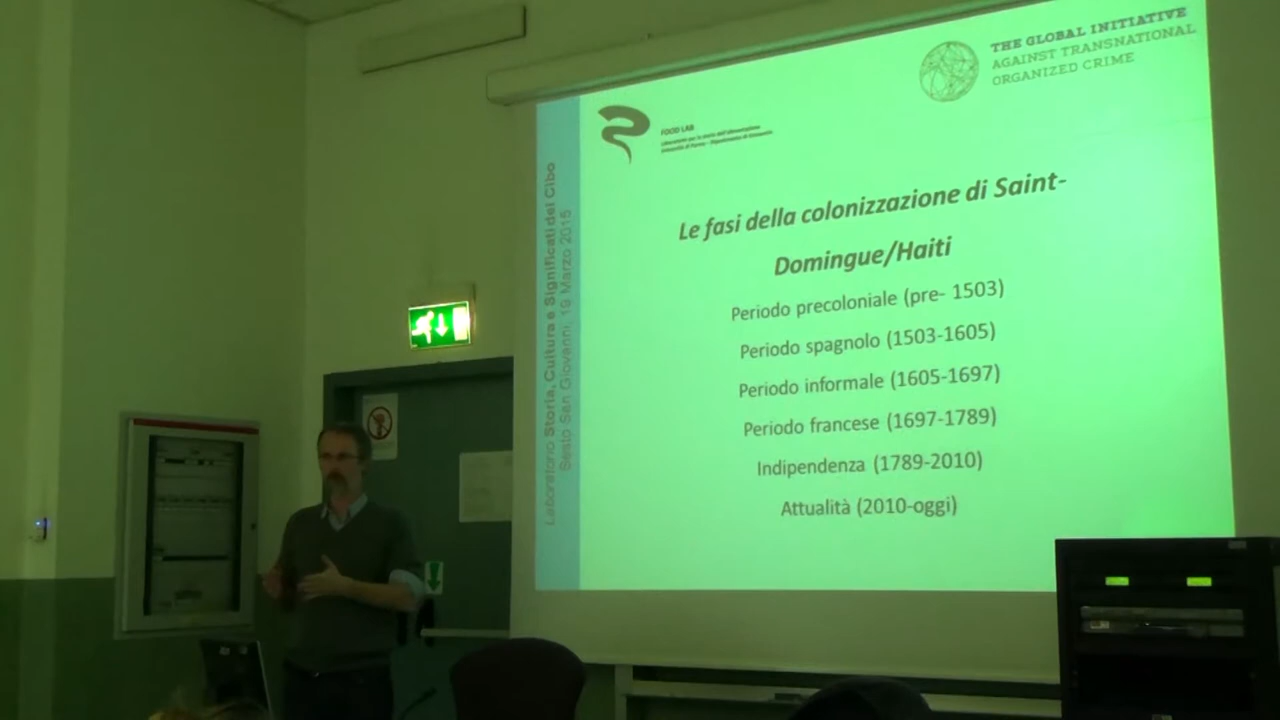 THE GLOBAL INITIATIVE
AGAINST TRANSNATIONAL
ORGANIZED CRIME
FOOD LAB
Laboratorio Storia, Cultura e Significati del Cibo
Sesto San Giovanni, 19 Marzo 2015
Le fasi della colonizzazione di Saint-
Domingue/Haiti
Periodo precoloniale (pre- 1503)
Periodo spagnolo (1503-1605)
Periodo informale (1605-1697)
Periodo francese (1697-1789)
Indipendenza (1789-2010)
Attualità (2010-oggi)